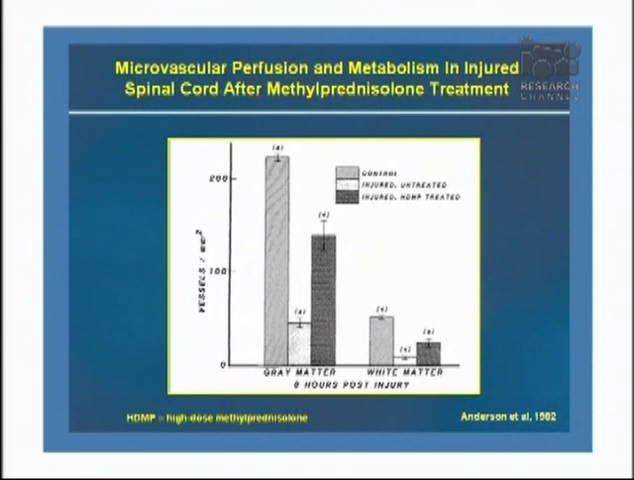 Microvascular Perfusion and Metabolism In Injured
Spinal Cord After Methylprednisolone Treatment
RESEARCH
CHANNEL
CONTROL
INJURED, UNTREATED
INJURED, HDMP TREATED
VESSELS / mm²
200
100
0
GRAY MATTER WHITE MATTER
8 HOURS POST INJURY
HDMP = high-dose methylprednisolone
Anderson et al, 1982